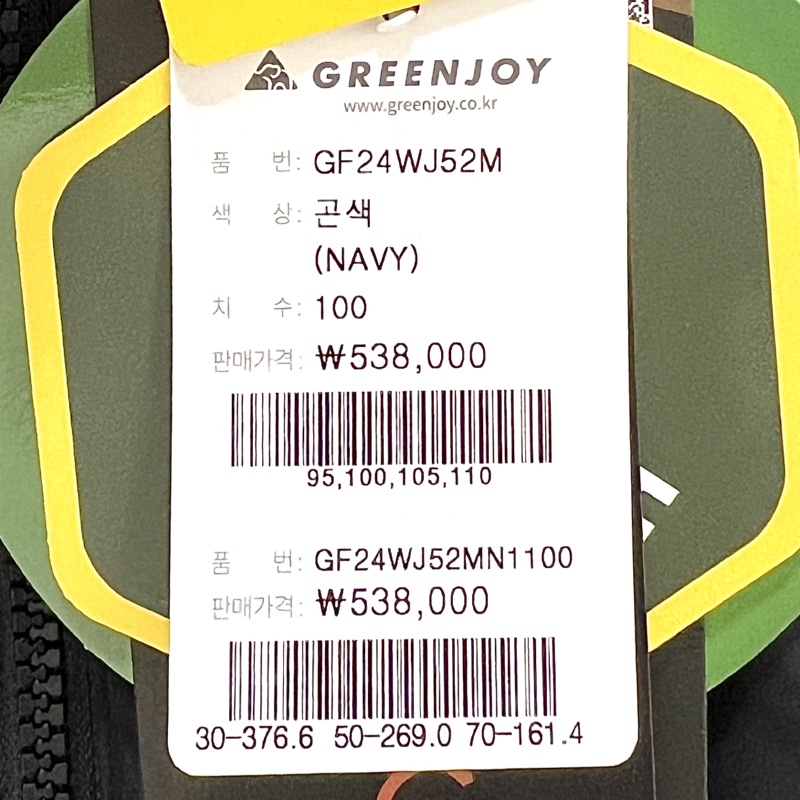 GREENJOY
www.greenjoy.co.kr
품 번: GF24WJ52M
색 상: 곤색
(NAVY)
치 수: 100
판매가격: ₩538,000
95,100,105,110
품 번: GF24WJ52MN1100
판매가격: ₩538,000
30-376.6 50-269.0 70-161.4